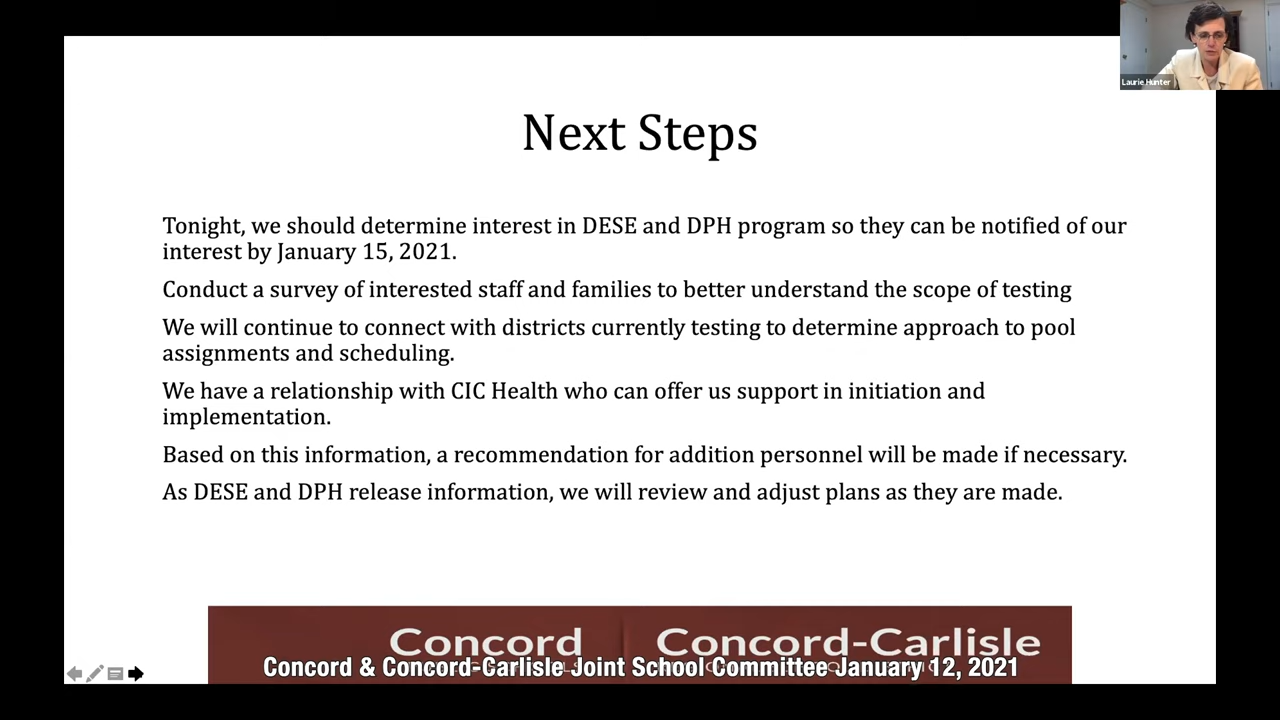 Laurie Hunter
Next Steps
Tonight, we should determine interest in DESE and DPH program so they can be notified of our
interest by January 15, 2021.
Conduct a survey of interested staff and families to better understand the scope of testing
We will continue to connect with districts currently testing to determine approach to pool
assignments and scheduling.
We have a relationship with CIC Health who can offer us support in initiation and
implementation.
Based on this information, a recommendation for addition personnel will be made if necessary.
As DESE and DPH release information, we will review and adjust plans as they are made.
Concord Concord-Carlisle
Concord & Concord-Carlisle Joint School Committee January 12, 2021